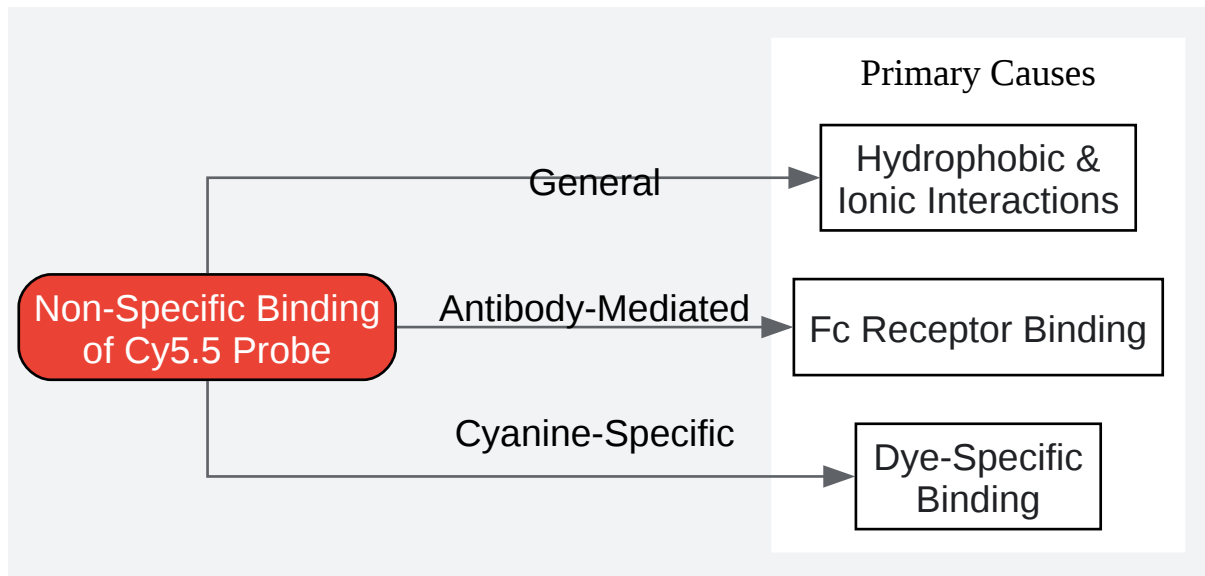 Primary Causes
Hydrophobic &
Ionic Interactions
General
Non-Specific Binding
of Cy5.5 Probe
Antibody-Mediated
Fc Receptor Binding
Cyanine-Specific
Dye-Specific
Binding